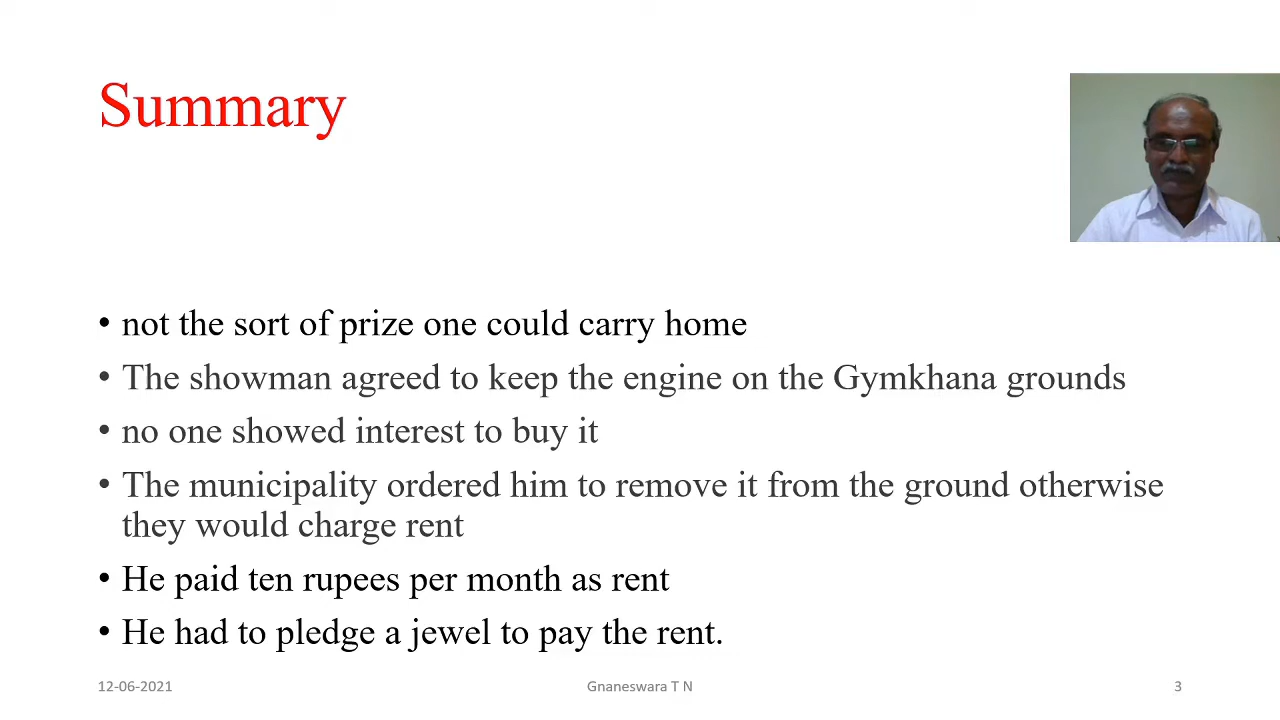 Summary
• not the sort of prize one could carry home
• The showman agreed to keep the engine on the Gymkhana grounds
• no one showed interest to buy it
• The municipality ordered him to remove it from the ground otherwise
they would charge rent
• He paid ten rupees per month as rent
• He had to pledge a jewel to pay the rent.
12-06-2021
Gnaneswara T N
3